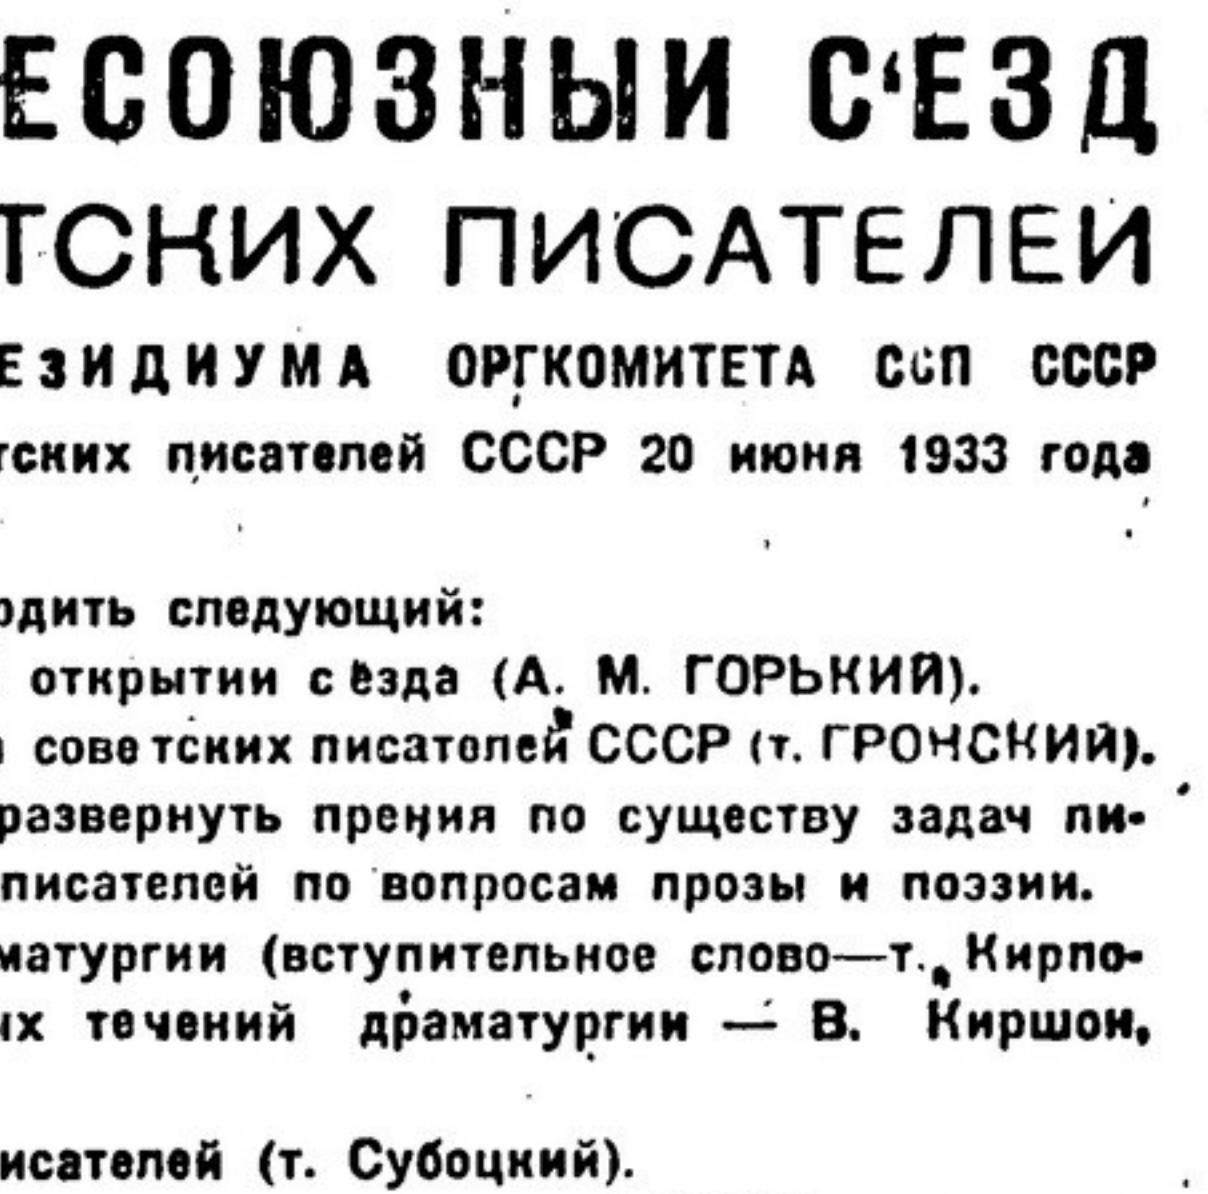 ЕСОЮЗНЫЙ С'ЕЗД
ТСКИХ ПИСАТЕЛЕЙ
ЕЗИДИУМА ОРГКОМИТЕТА ССП СССР
тских писателей СССР 20 июня 1933 года
одить следующий:
открытии с'езда (А. М. ГОРЬКИЙ).
советских писателей СССР (т. ГРОНСКИЙ).
развернуть прения по существу задач пи-
писателей по вопросам прозы и поэзии.
матургии (вступительное слово—т. Кирпо-
ых течений драматургии — В. Киршон,
исателей (т. Субоцкий).